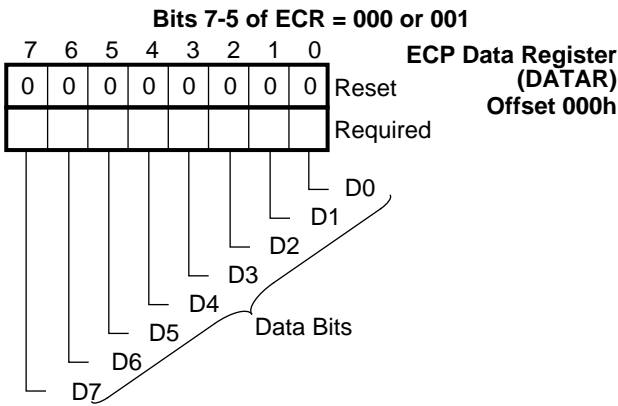 Bits 7-5 of ECR = 000 or 001
7 6 5 4 3 2 1 0
ECP Data Register
(DATAR)
Offset 000h
0 0 0 0 0 0 0 0 Reset
Required
D0
D1
D2
D3
D4
D5
D6
D7
Data Bits